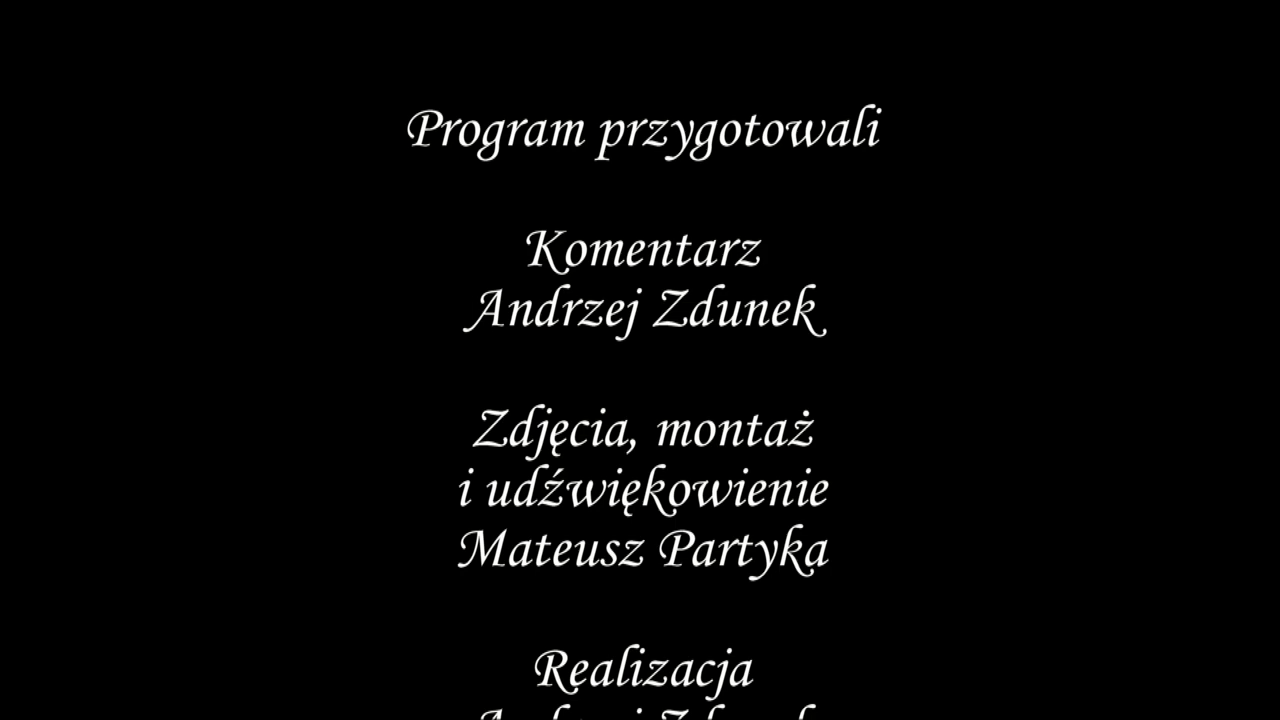 Program przygotowali
Komentarz
Andrzej Zdunek
Zdjęcia, montaż
i udźwiękowienie
Mateusz Partyka
Realizacja